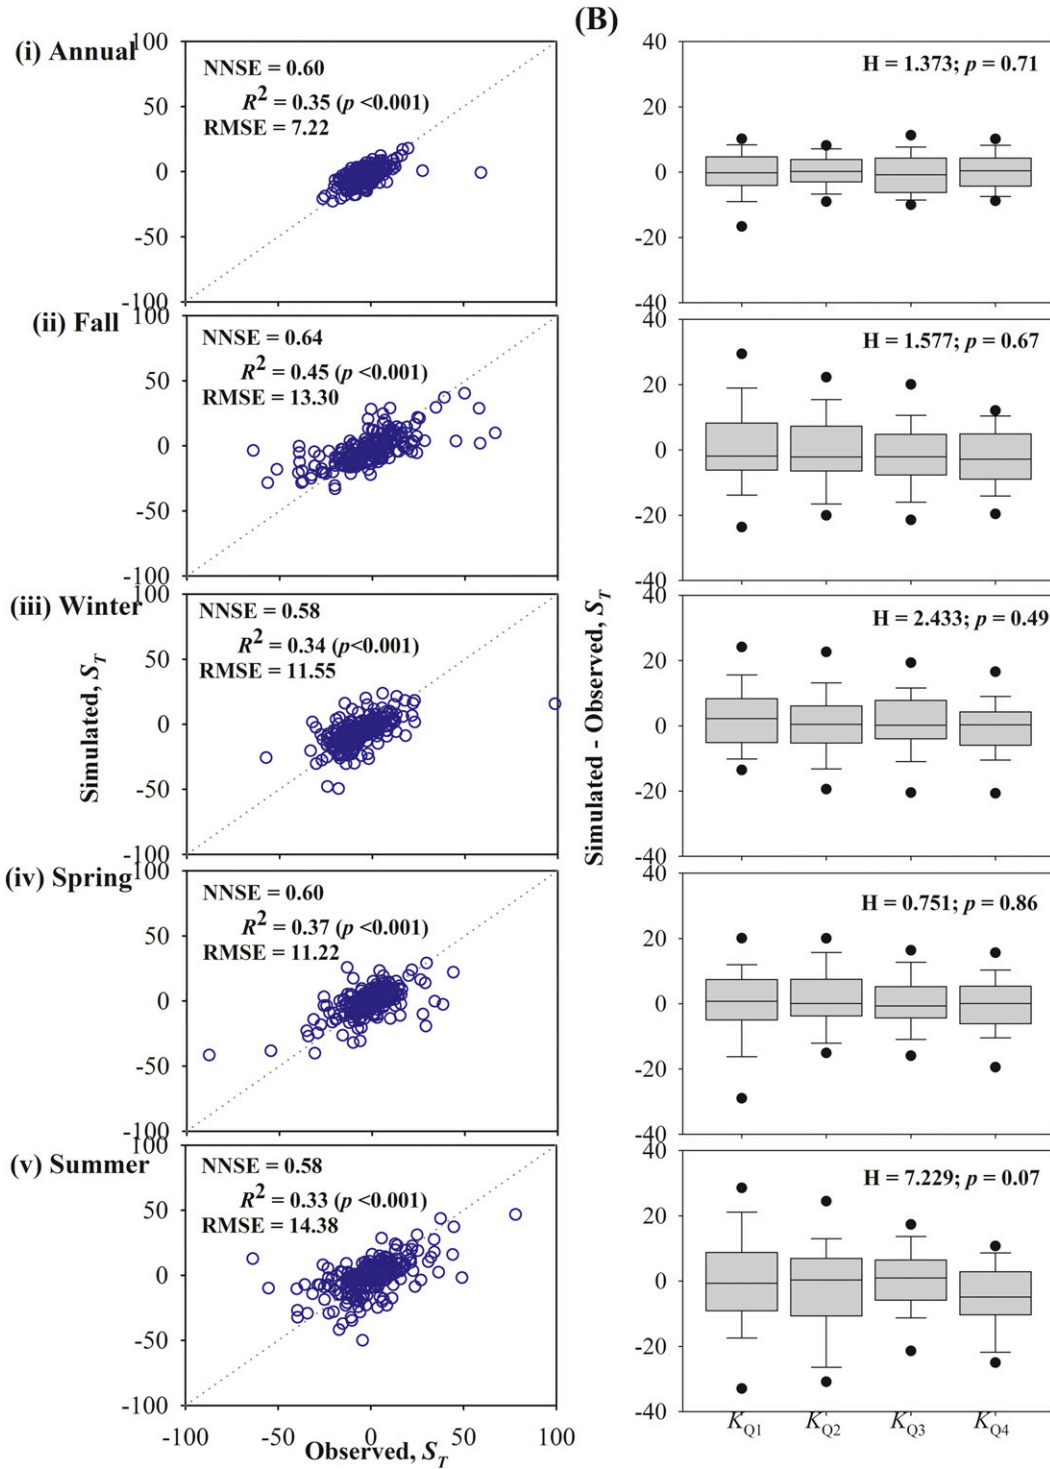 (B)
(i) Annual
100
50
0
-50
-100
NNSE = 0.60
R² = 0.35 (p <0.001)
RMSE = 7.22
40
20
0
-20
-40
H = 1.373; p = 0.71
(ii) Fall
100
50
0
-50
-100
NNSE = 0.64
R² = 0.45 (p <0.001)
RMSE = 13.30
40
20
0
-20
-40
H = 1.577; p = 0.67
(iii) Winter
100
50
0
-50
-100
NNSE = 0.58
R² = 0.34 (p<0.001)
RMSE = 11.55
Simulated, S_T
Simulated - Observed, S_T
40
20
0
-20
-40
H = 2.433; p = 0.49
(iv) Spring
100
50
0
-50
-100
NNSE = 0.60
R² = 0.37 (p <0.001)
RMSE = 11.22
40
20
0
-20
-40
H = 0.751; p = 0.86
(v) Summer
100
50
0
-50
-100
NNSE = 0.58
R² = 0.33 (p <0.001)
RMSE = 14.38
40
20
0
-20
-40
H = 7.229; p = 0.07
-100 -50 0 50 100
Observed, S_T
K_Q1 K_Q2 K_Q3 K_Q4